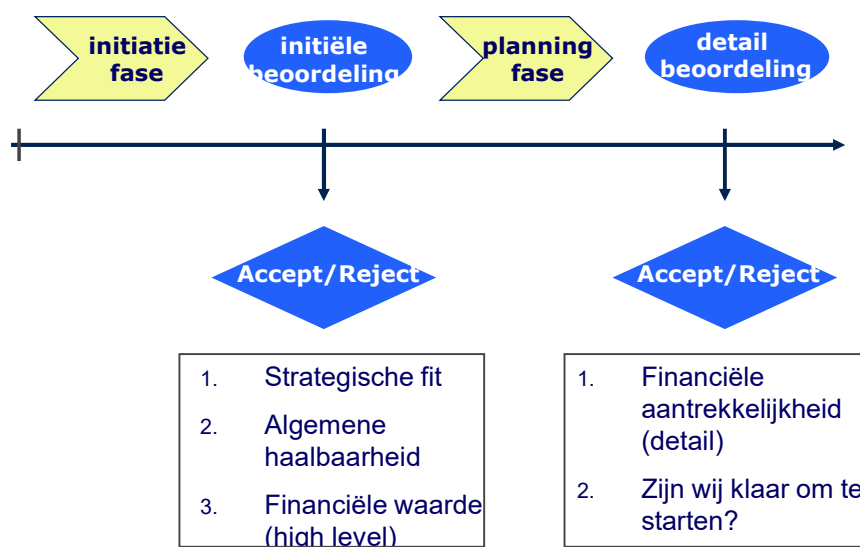 initiatie
fase
initiële
beoordeling
planning
fase
detail
beoordeling
Accept/Reject
Accept/Reject
1. Strategische fit
2. Algemene
haalbaarheid
3. Financiële waarde
(high level)
1. Financiële
aantrekkelijkheid
(detail)
2. Zijn wij klaar om te
starten?